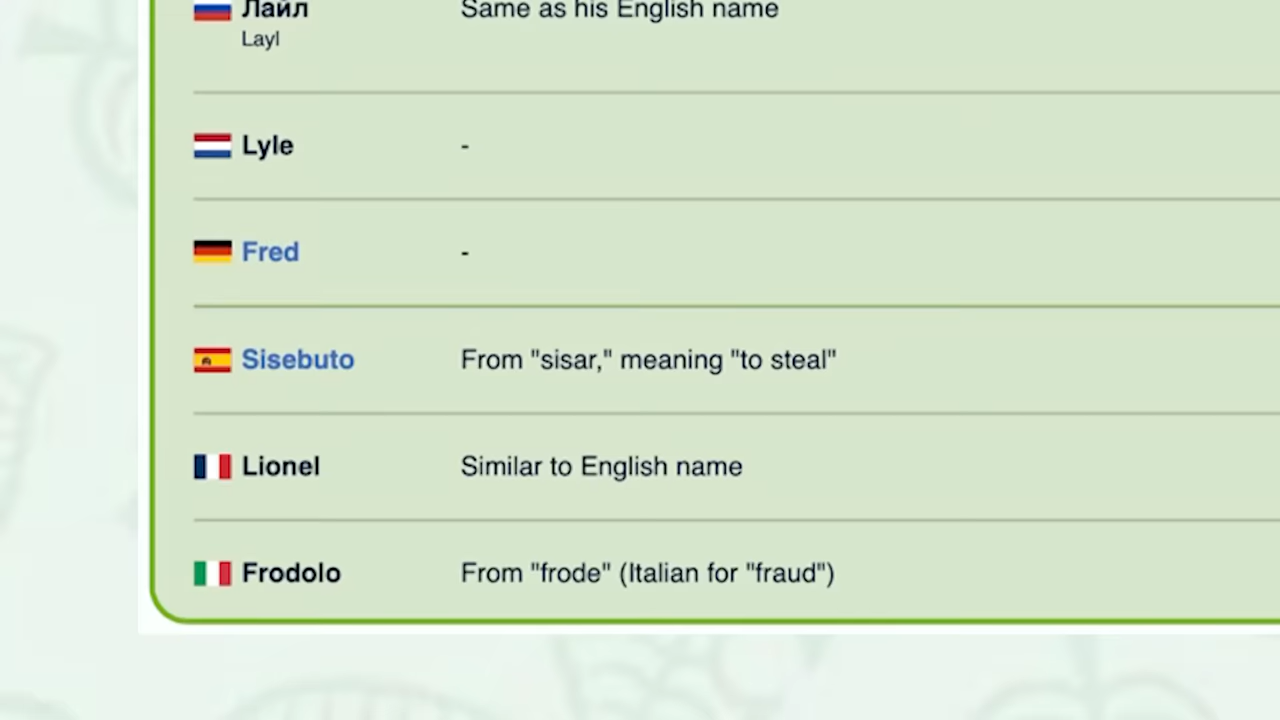 Лайл Same as his English name
Layl
Lyle -
Fred -
Sisebuto From "sisar," meaning "to steal"
Lionel Similar to English name
Frodolo From "frode" (Italian for "fraud")